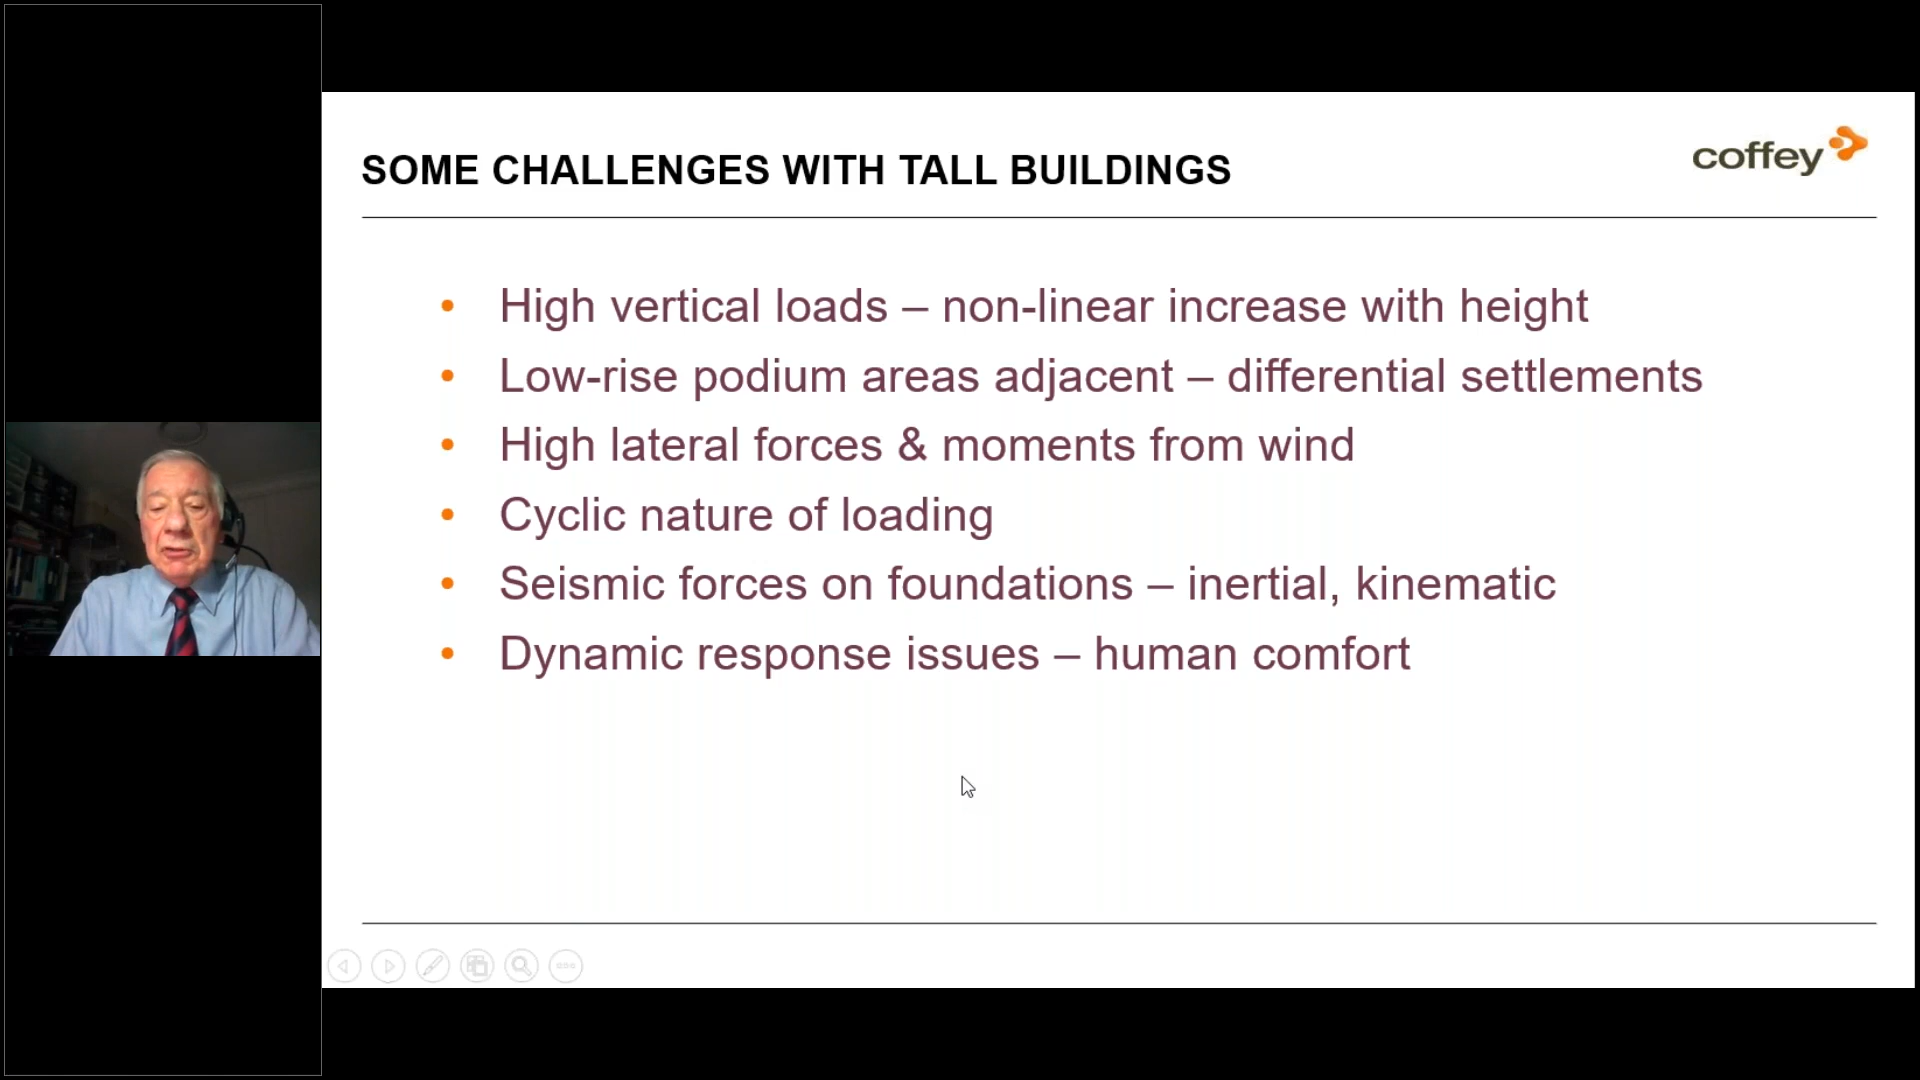 SOME CHALLENGES WITH TALL BUILDINGS
coffey
• High vertical loads – non-linear increase with height
• Low-rise podium areas adjacent – differential settlements
• High lateral forces & moments from wind
• Cyclic nature of loading
• Seismic forces on foundations – inertial, kinematic
• Dynamic response issues – human comfort